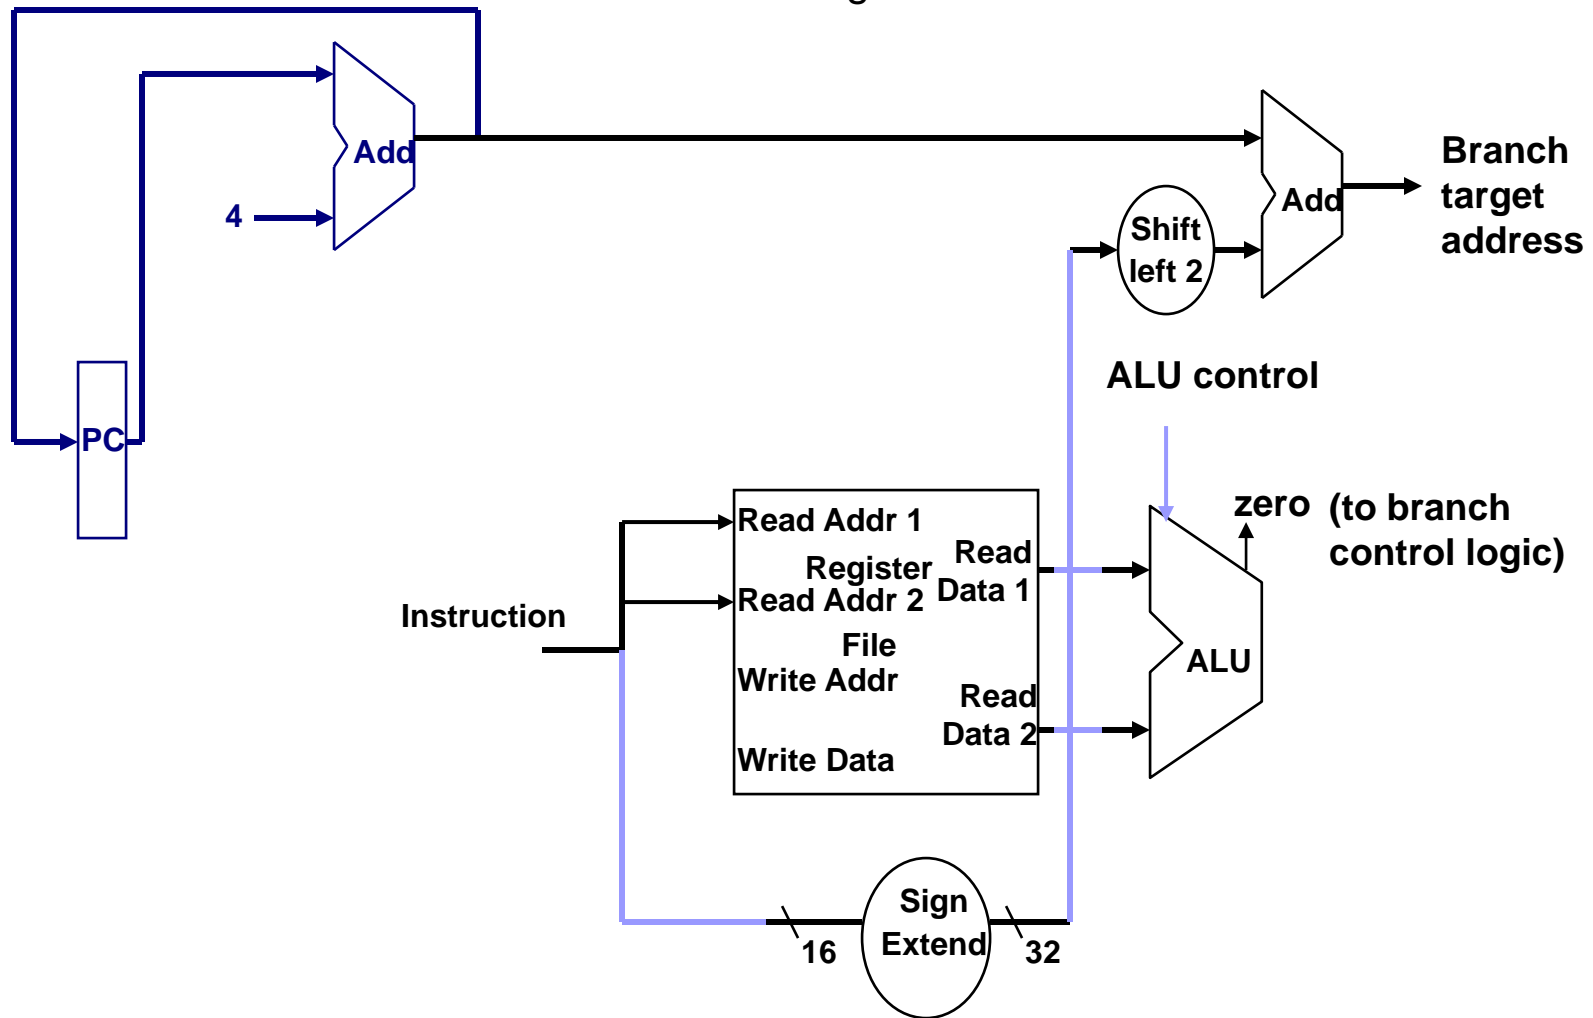 Add
4
PC
Add
Branch
target
address
Shift
left 2
ALU control
Instruction
Read Addr 1
Register
Read Addr 2
File
Write Addr
Write Data
Read
Data 1
Read
Data 2
zero
(to branch
control logic)
ALU
Sign
Extend
16
32